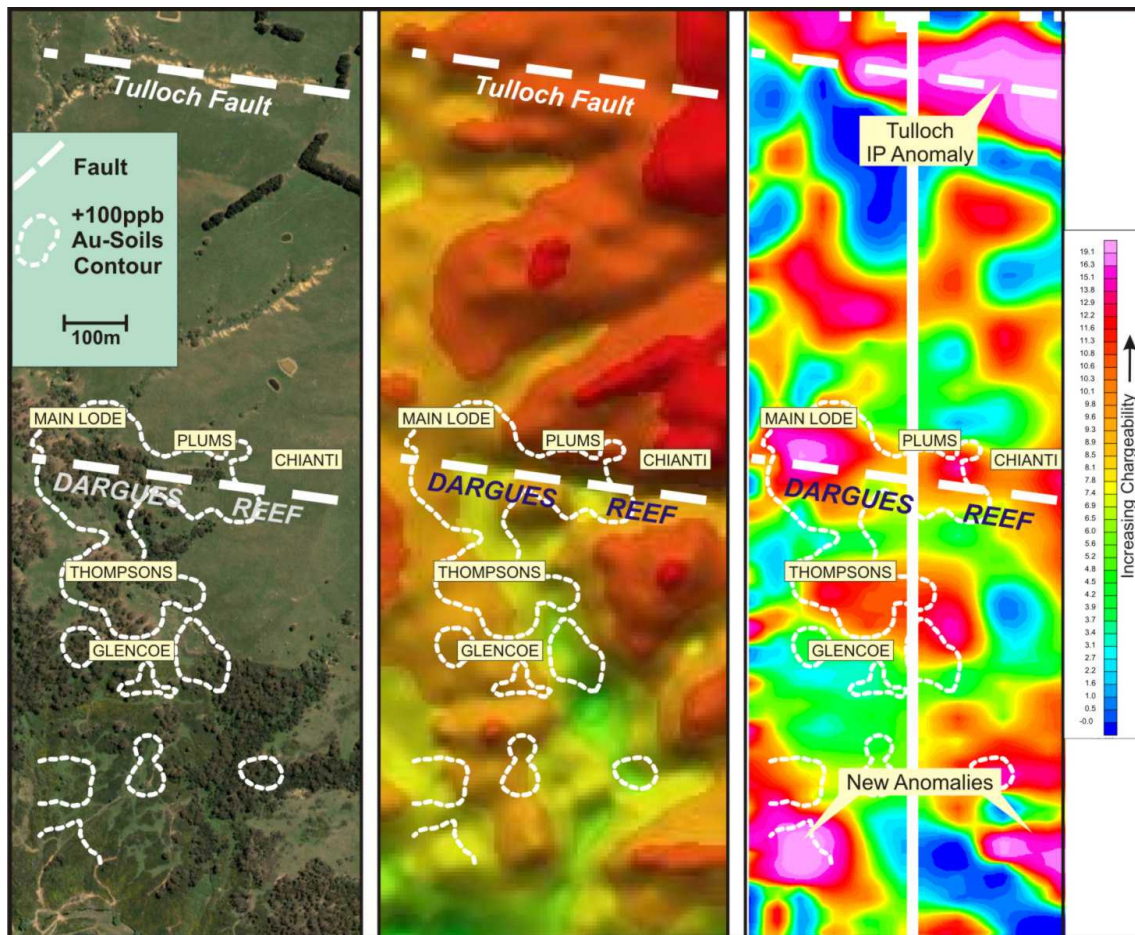 Tulloch Fault
Fault
+100ppb
Au-Soils
Contour
100m
MAIN LODE
PLUMS
CHIANTI
DARGUES
REEF
THOMPSONS
GLENCOE
Tulloch Fault
MAIN LODE
PLUMS
CHIANTI
DARGUES
REEF
THOMPSONS
GLENCOE
Tulloch
IP Anomaly
MAIN LODE
PLUMS
CHIANTI
DARGUES
REEF
THOMPSONS
GLENCOE
New Anomalies
19.1
16.3
15.1
13.8
12.9
12.2
11.6
11.3
10.8
10.6
10.1
9.8
9.6
9.3
8.9
8.5
8.1
7.8
7.4
7.0
6.6
6.0
5.6
5.2
4.8
4.5
4.2
3.9
3.7
3.4
3.1
2.7
2.2
1.6
1.0
0.5
-0.0
Increasing Chargeability